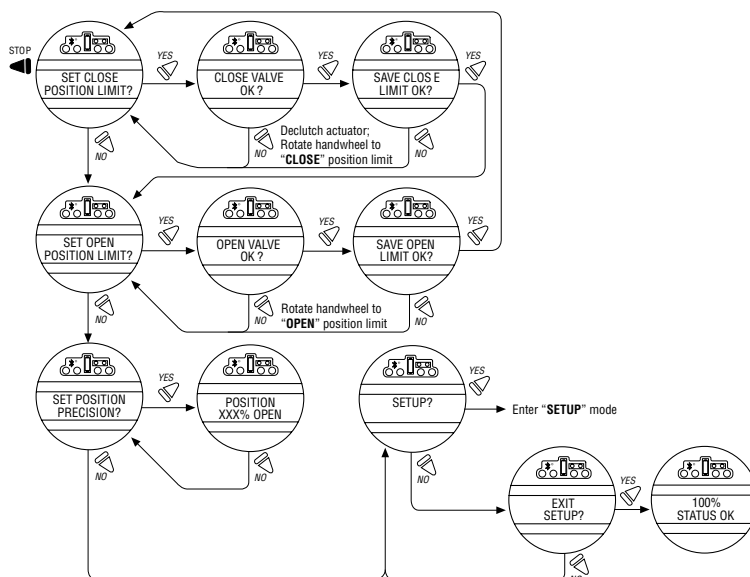 STOP
SET CLOSE
POSITION LIMIT?
YES
CLOSE VALVE
OK ?
YES
SAVE CLOS E
LIMIT OK?
YES
NO
NO
Declutch actuator;
Rotate handwheel to
“CLOSE” position limit
NO
SET OPEN
POSITION LIMIT?
YES
OPEN VALVE
OK ?
YES
SAVE OPEN
LIMIT OK?
YES
NO
NO
Rotate handwheel to
“OPEN” position limit
NO
SET POSITION
PRECISION?
YES
POSITION
XXX% OPEN
SETUP?
YES
Enter “SETUP” mode
NO
NO
NO
EXIT
SETUP?
YES
100%
STATUS OK
NO